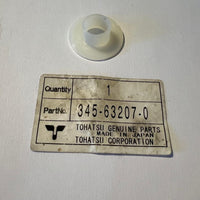 Quantity 1
PartNo. 345-63207-0
TOHATSU GENUINE PARTS
MADE IN JAPAN
TOHATSU CORPORATION